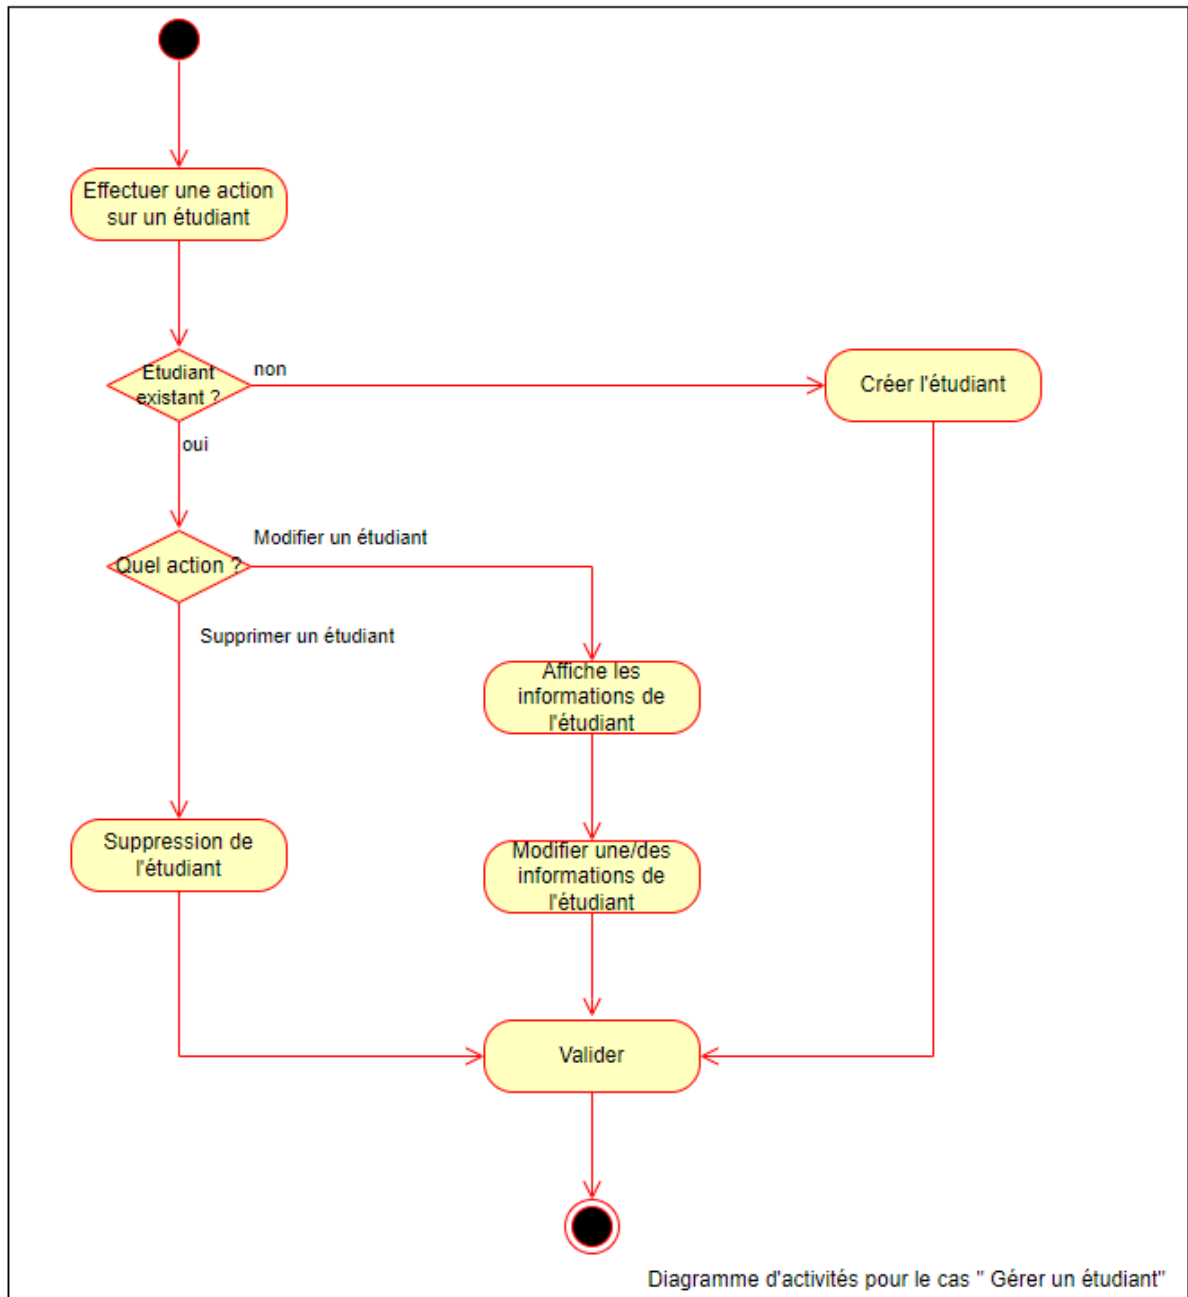 Effectuer une action
sur un étudiant
Etudiant
existant ?
non
Créer l'étudiant
oui
Quel action ?
Modifier un étudiant
Supprimer un étudiant
Affiche les
informations de
l'étudiant
Suppression de
l'étudiant
Modifier une/des
informations de
l'étudiant
Valider
Diagramme d'activités pour le cas " Gérer un étudiant"